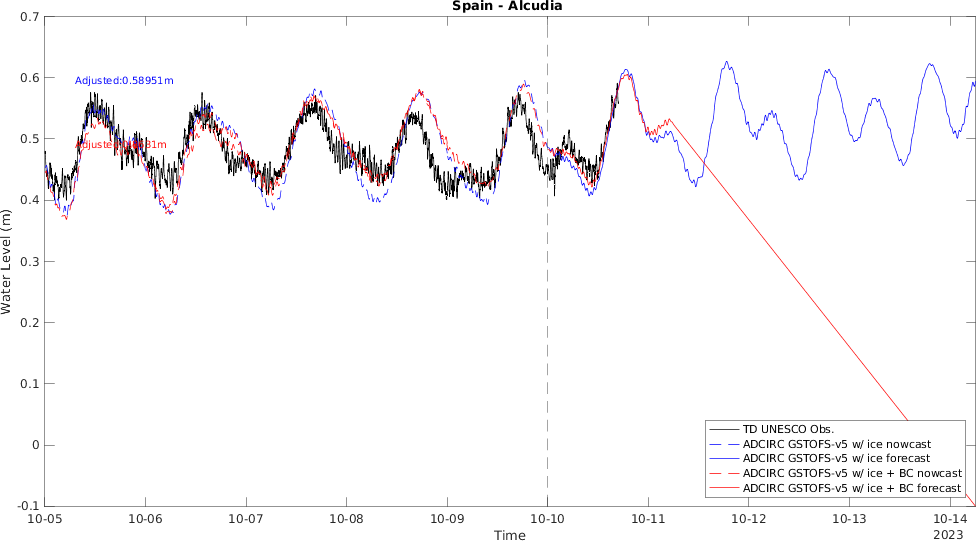 Spain - Alcudia
0.7
0.6
0.5
0.4
0.3
0.2
0.1
0
-0.1
Water Level (m)
Adjusted:0.58951m
TD UNESCO Obs.
ADCIRC GSTOFS-v5 w/ ice nowcast
ADCIRC GSTOFS-v5 w/ ice forecast
ADCIRC GSTOFS-v5 w/ ice + BC nowcast
ADCIRC GSTOFS-v5 w/ ice + BC forecast
10-05 10-06 10-07 10-08 10-09 10-10 10-11 10-12 10-13 10-14
Time
2023